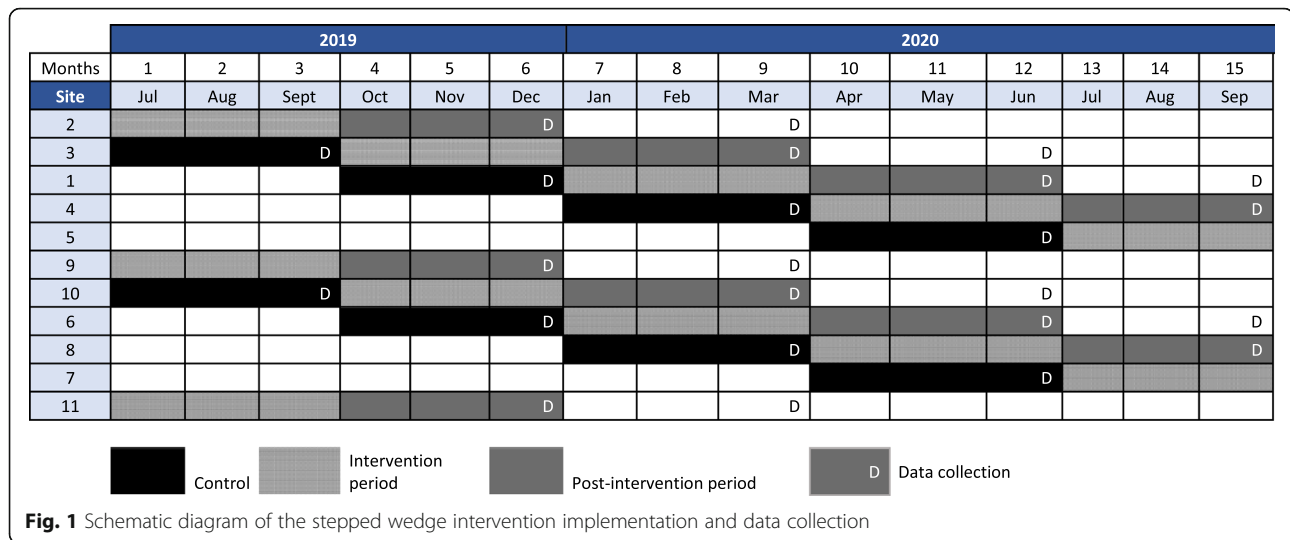 2019 2020
Months 1 2 3 4 5 6 7 8 9 10 11 12 13 14 15
Site Jul Aug Sept Oct Nov Dec Jan Feb Mar Apr May Jun Jul Aug Sep
2 D D
3 D D D
1 D D D
4 D D
5 D
9 D D
10 D D D
6 D D D
8 D D
7 D
11 D D
Control
Intervention
period
Post-intervention period
D Data collection
Fig. 1 Schematic diagram of the stepped wedge intervention implementation and data collection